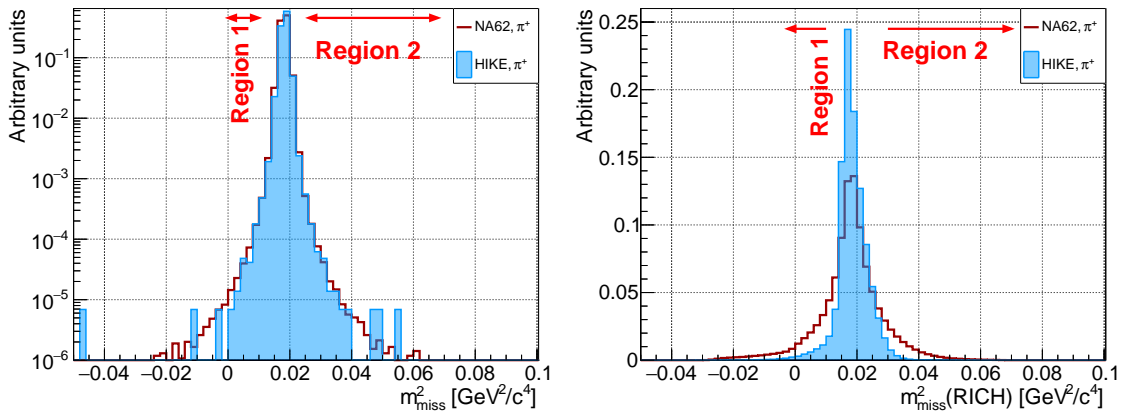 Arbitrary units
10⁻¹
10⁻²
10⁻³
10⁻⁴
10⁻⁵
10⁻⁶
Region 1
Region 2
NA62, π⁺
HIKE, π⁺
−0.04 −0.02 0 0.02 0.04 0.06 0.08 0.1
m²miss [GeV²/c⁴]
Arbitrary units
0.25
0.2
0.15
0.1
0.05
0
Region 1
Region 2
NA62, π⁺
HIKE, π⁺
−0.04 −0.02 0 0.02 0.04 0.06 0.08 0.1
m²miss(RICH) [GeV²/c⁴]